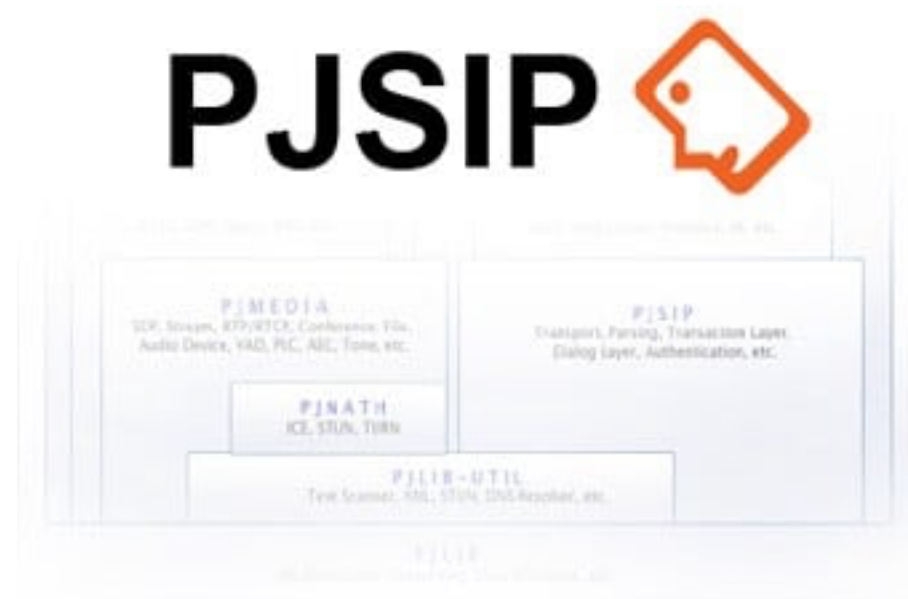 PJSIP
PJMEDIA
SDP, Stream, RTP/RTCP, Conference, File,
Audio Device, VAD, PLC, AEC, Tone, etc.
PJSIP
Transport, Parsing, Transaction Layer,
Dialog Layer, Authentication, etc.
PJNATH
ICE, STUN, TURN
PJLIB-UTIL
Text Scanner, XML, STUN, DNS Resolver, etc.
PJLIB